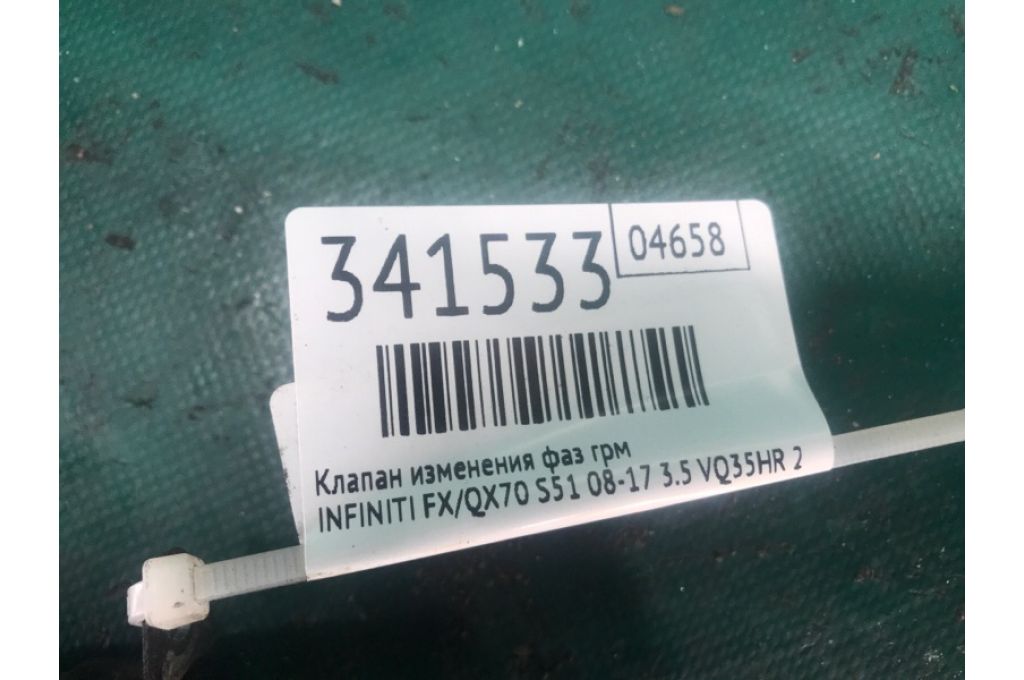 341533
04658
Клапан изменения фаз грм
INFINITI FX/QX70 S51 08-17 3.5 VQ35HR 2